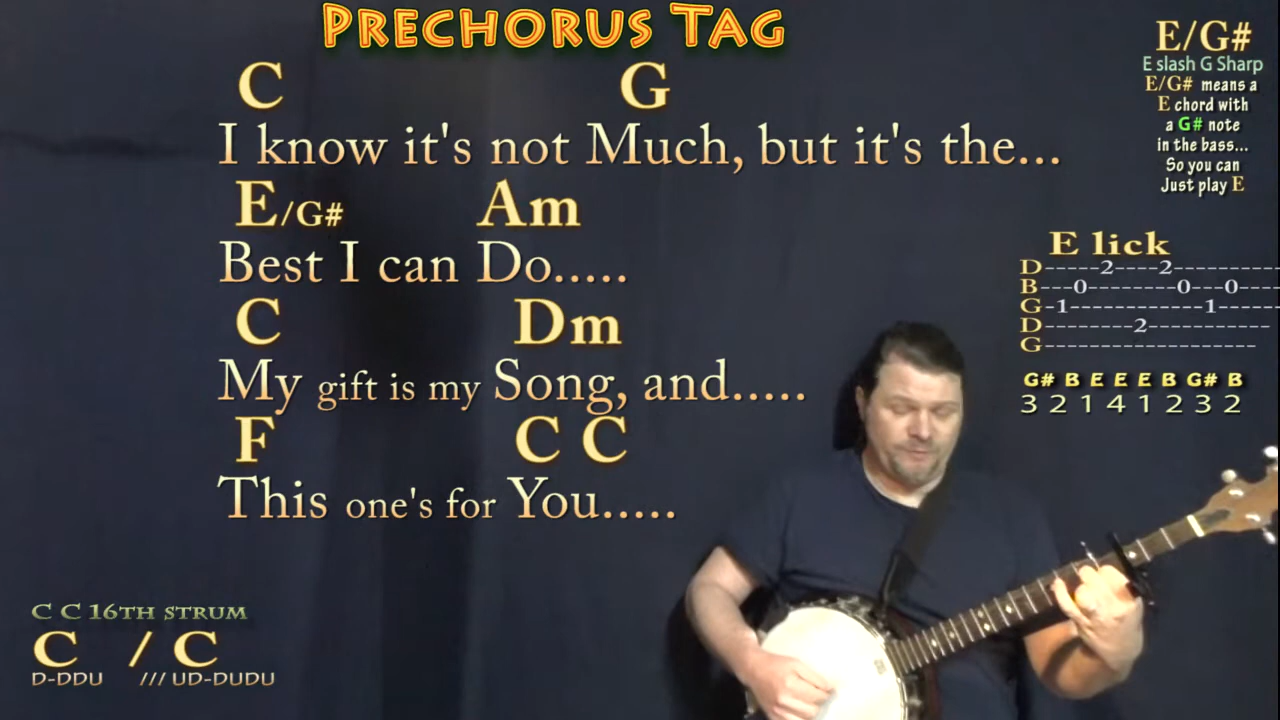 PRECHORUS TAG
C G
I know it's not Much, but it's the...
E/G# Am
Best I can Do.....
C Dm
My gift is my Song, and.....
F C C
This one's for You.....
C C 16TH STRUM
C / C
D-DDU /// UD-DUDU
E/G#
E slash G Sharp
E/G# means a
E chord with
a G# note
in the bass...
So you can
Just play E
E lick
D-----2----2----------
B---0--------0---0----
G-1------------1------
D--------2-----------
G--------------------
G# B E E E B G# B
3 2 1 4 1 2 3 2